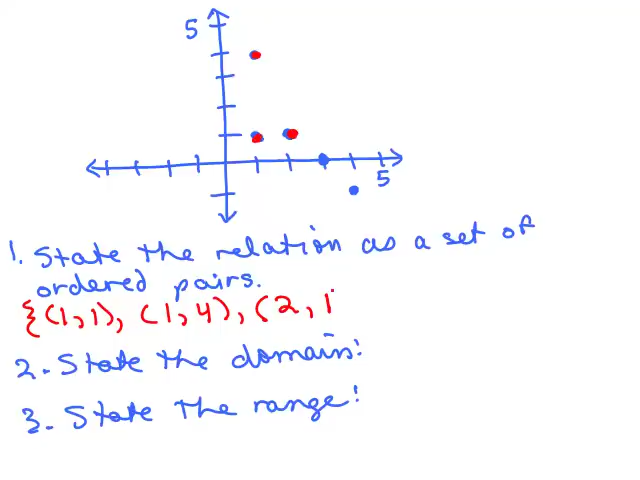 5
5
1. State the relation as a set of
ordered pairs.
{(1,1), (1,4), (2,1
2. State the domain:
3. State the range: